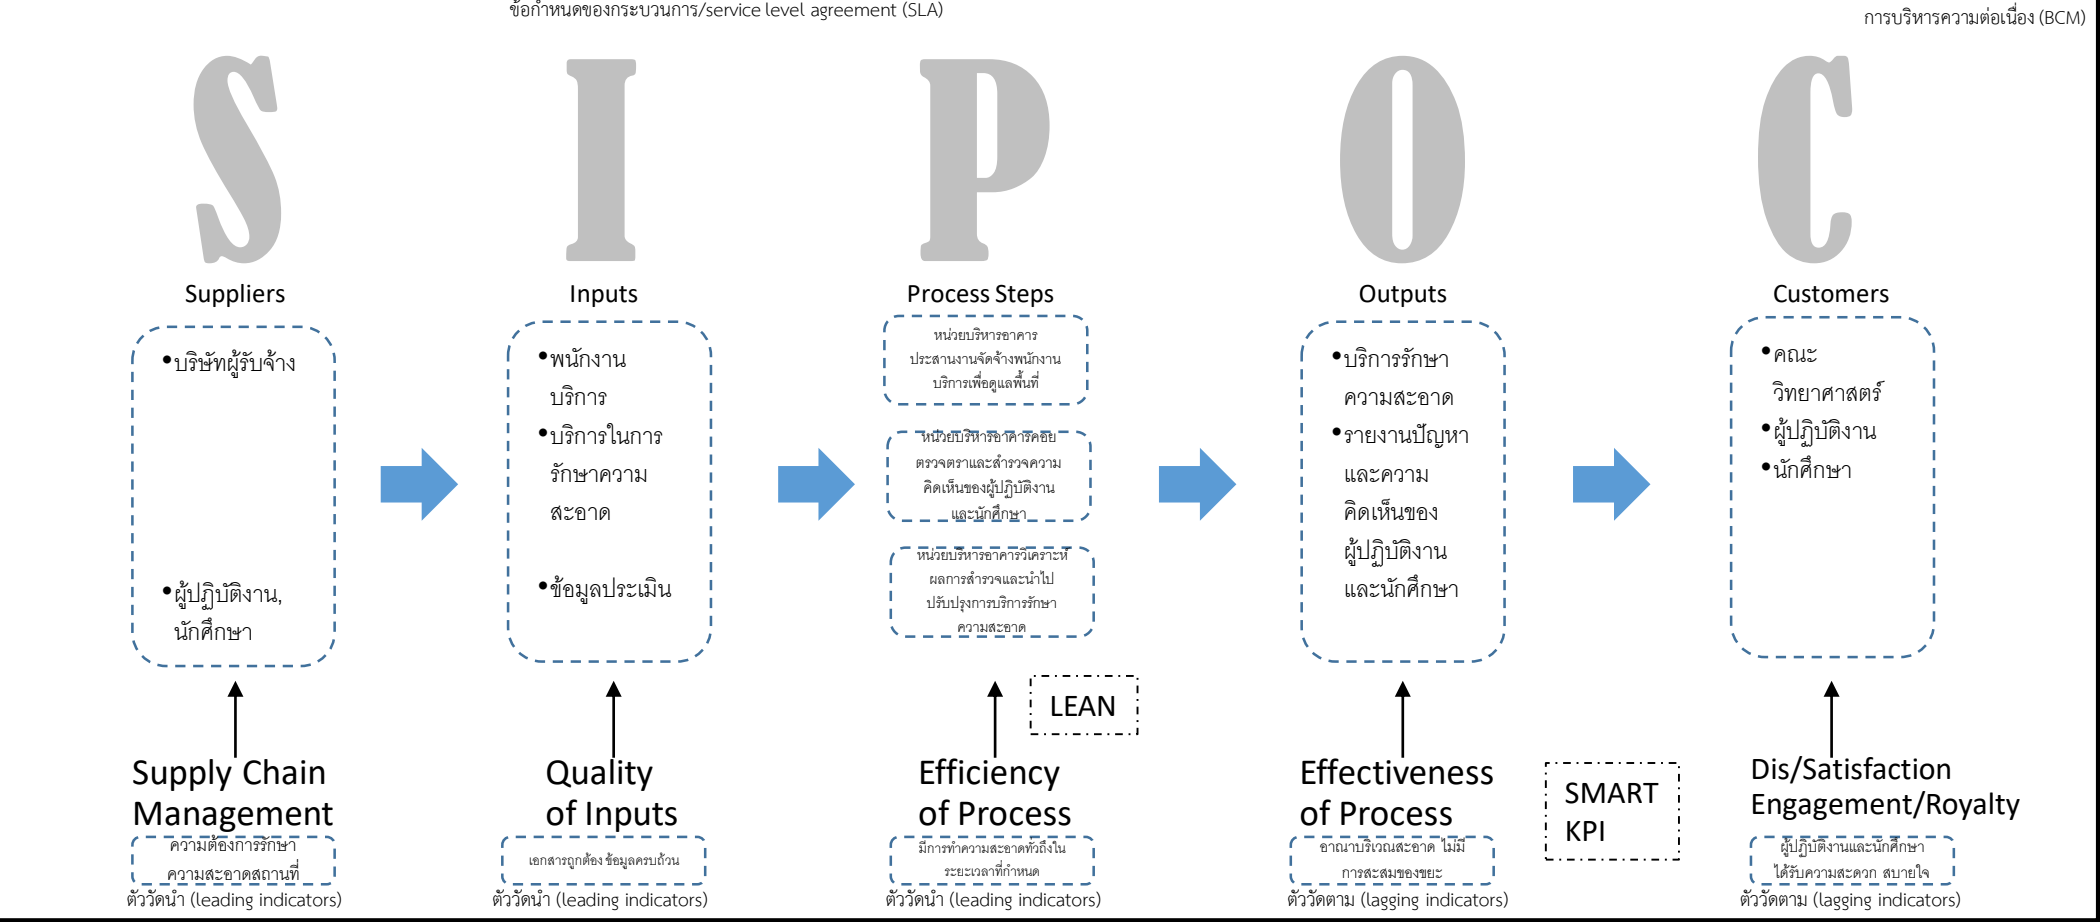 ข้อกำหนดของกระบวนการ/service level agreement (SLA)
การบริหารความต่อเนื่อง (BCM)
S I P O C
Suppliers
•บริษัทผู้รับจ้าง
•ผู้ปฏิบัติงาน,
นักศึกษา
Inputs
•พนักงาน
บริการ
•บริการในการ
รักษาความ
สะอาด
•ข้อมูลประเมิน
Process Steps
หน่วยบริหารอาคาร
ประสานงานจัดจ้างพนักงาน
บริการเพื่อดูแลพื้นที่
หน่วยบริหารอาคารคอย
ตรวจตราและสำรวจความ
คิดเห็นของผู้ปฏิบัติงาน
และนักศึกษา
หน่วยบริหารอาคารวิเคราะห์
ผลการสำรวจและนำไป
ปรับปรุงการบริการรักษา
ความสะอาด
Outputs
•บริการรักษา
ความสะอาด
•รายงานปัญหา
และความ
คิดเห็นของ
ผู้ปฏิบัติงาน
และนักศึกษา
Customers
•คณะ
วิทยาศาสตร์
•ผู้ปฏิบัติงาน
•นักศึกษา
Supply Chain
Management
ความต้องการรักษา
ความสะอาดสถานที่
ตัววัดนำ (leading indicators)
Quality
of Inputs
เอกสารถูกต้อง ข้อมูลครบถ้วน
ตัววัดนำ (leading indicators)
LEAN
Efficiency
of Process
มีการทำความสะอาดทั่วถึงใน
ระยะเวลาที่กำหนด
ตัววัดนำ (leading indicators)
Effectiveness
of Process
อาณาบริเวณสะอาด ไม่มี
การสะสมของขยะ
ตัววัดตาม (lagging indicators)
SMART
KPI
Dis/Satisfaction
Engagement/Royalty
ผู้ปฏิบัติงานและนักศึกษา
ได้รับความสะดวก สบายใจ
ตัววัดตาม (lagging indicators)